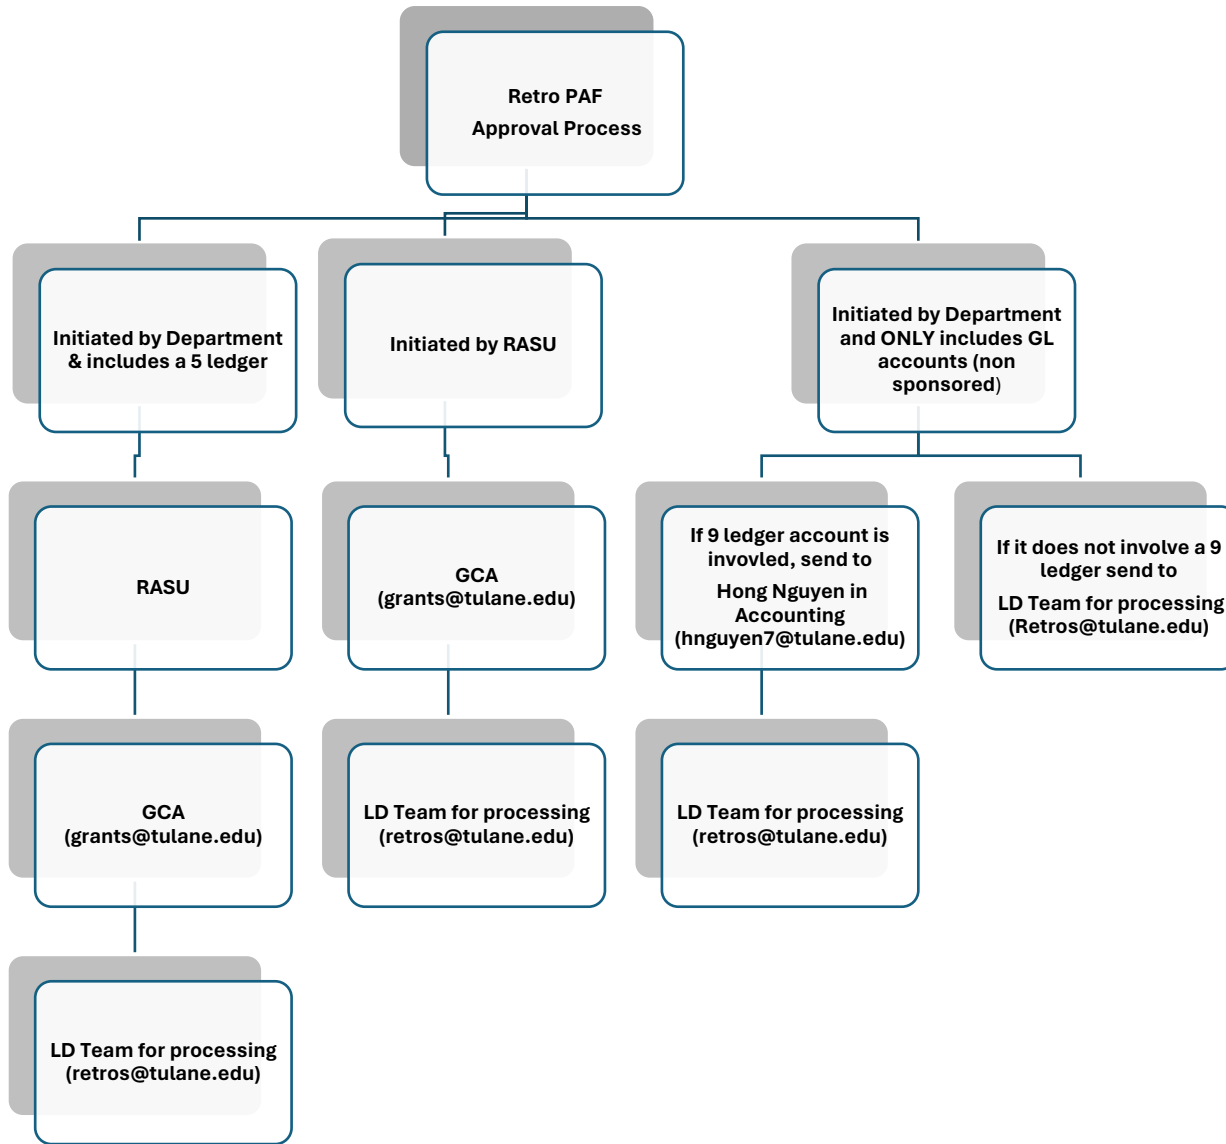 Retro PAF
Approval Process
Initiated by Department
& includes a 5 ledger
Initiated by RASU
Initiated by Department
and ONLY includes GL
accounts (non
sponsored)
RASU
GCA
(grants@tulane.edu)
If 9 ledger account is
invovled, send to
Hong Nguyen in
Accounting
(hnguyen7@tulane.edu)
If it does not involve a 9
ledger send to
LD Team for processing
(Retros@tulane.edu)
GCA
(grants@tulane.edu)
LD Team for processing
(retros@tulane.edu)
LD Team for processing
(retros@tulane.edu)
LD Team for processing
(retros@tulane.edu)